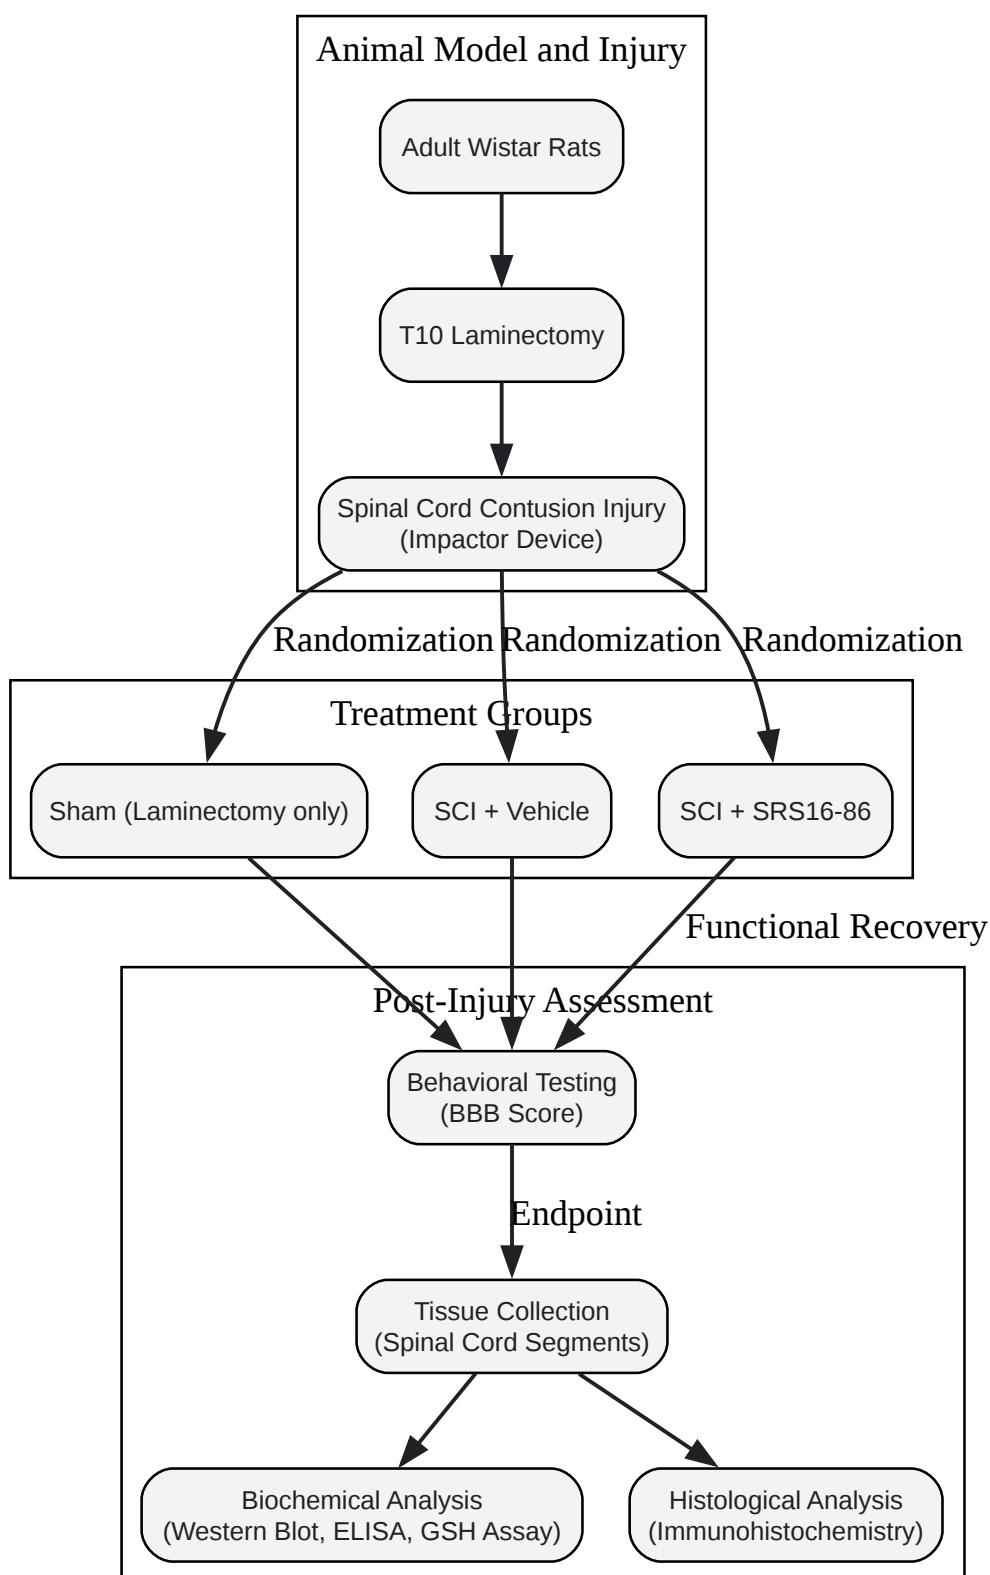 Animal Model and Injury
Adult Wistar Rats
T10 Laminectomy
Spinal Cord Contusion Injury
(Impactor Device)
Randomization
Randomization
Randomization
Treatment Groups
Sham (Laminectomy only)
SCI + Vehicle
SCI + SRS16-86
Functional Recovery
Post-Injury Assessment
Behavioral Testing
(BBB Score)
Endpoint
Tissue Collection
(Spinal Cord Segments)
Biochemical Analysis
(Western Blot, ELISA, GSH Assay)
Histological Analysis
(Immunohistochemistry)